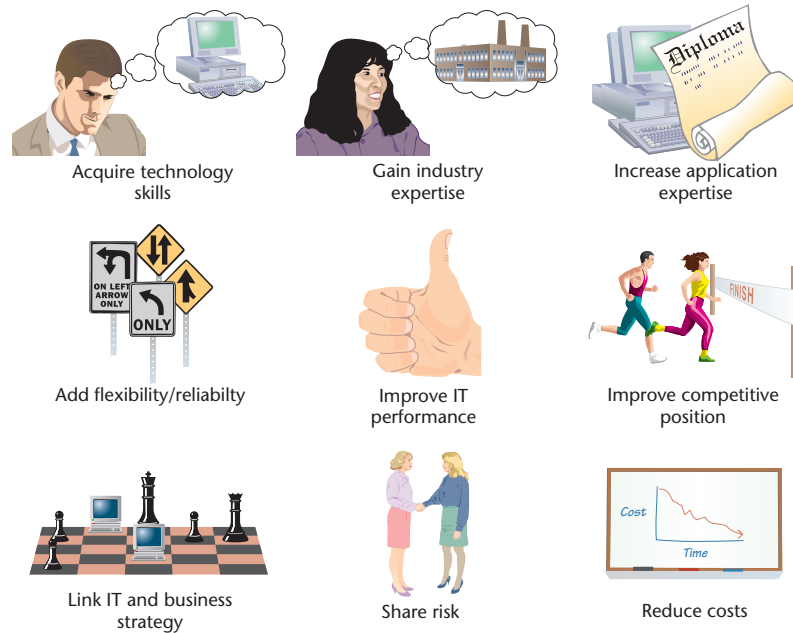 Diploma
Acquire technology
skills
Gain industry
expertise
Increase application
expertise
ON LEFT
ARROW
ONLY
ONLY
FINISH
Add flexibility/reliabilty
Improve IT
performance
Improve competitive
position
Cost
Time
Link IT and business
strategy
Share risk
Reduce costs